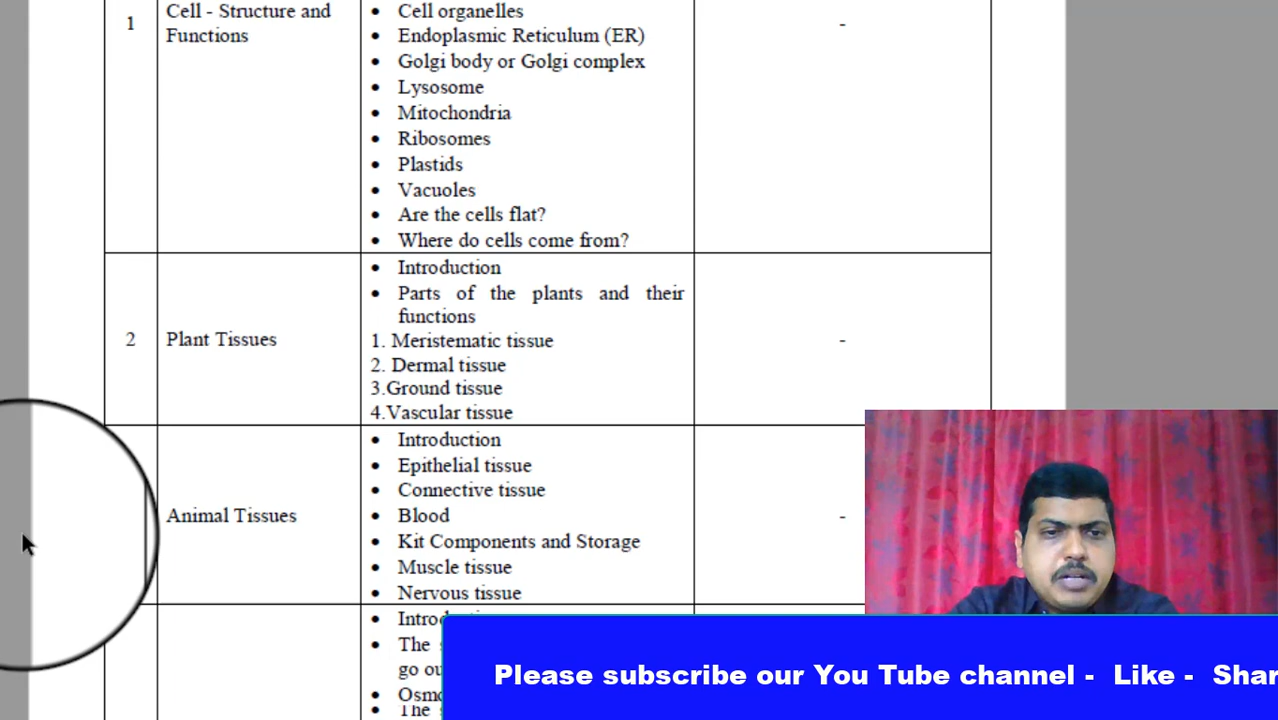 1
Cell - Structure and
Functions
• Cell organelles
• Endoplasmic Reticulum (ER)
• Golgi body or Golgi complex
• Lysosome
• Mitochondria
• Ribosomes
• Plastids
• Vacuoles
• Are the cells flat?
• Where do cells come from?
-
2
Plant Tissues
• Introduction
• Parts of the plants and their
functions
1. Meristematic tissue
2. Dermal tissue
3.Ground tissue
4.Vascular tissue
-
Animal Tissues
• Introduction
• Epithelial tissue
• Connective tissue
• Blood
• Kit Components and Storage
• Muscle tissue
• Nervous tissue
-
• The
go
• The
Please subscribe our You Tube channel - Like -